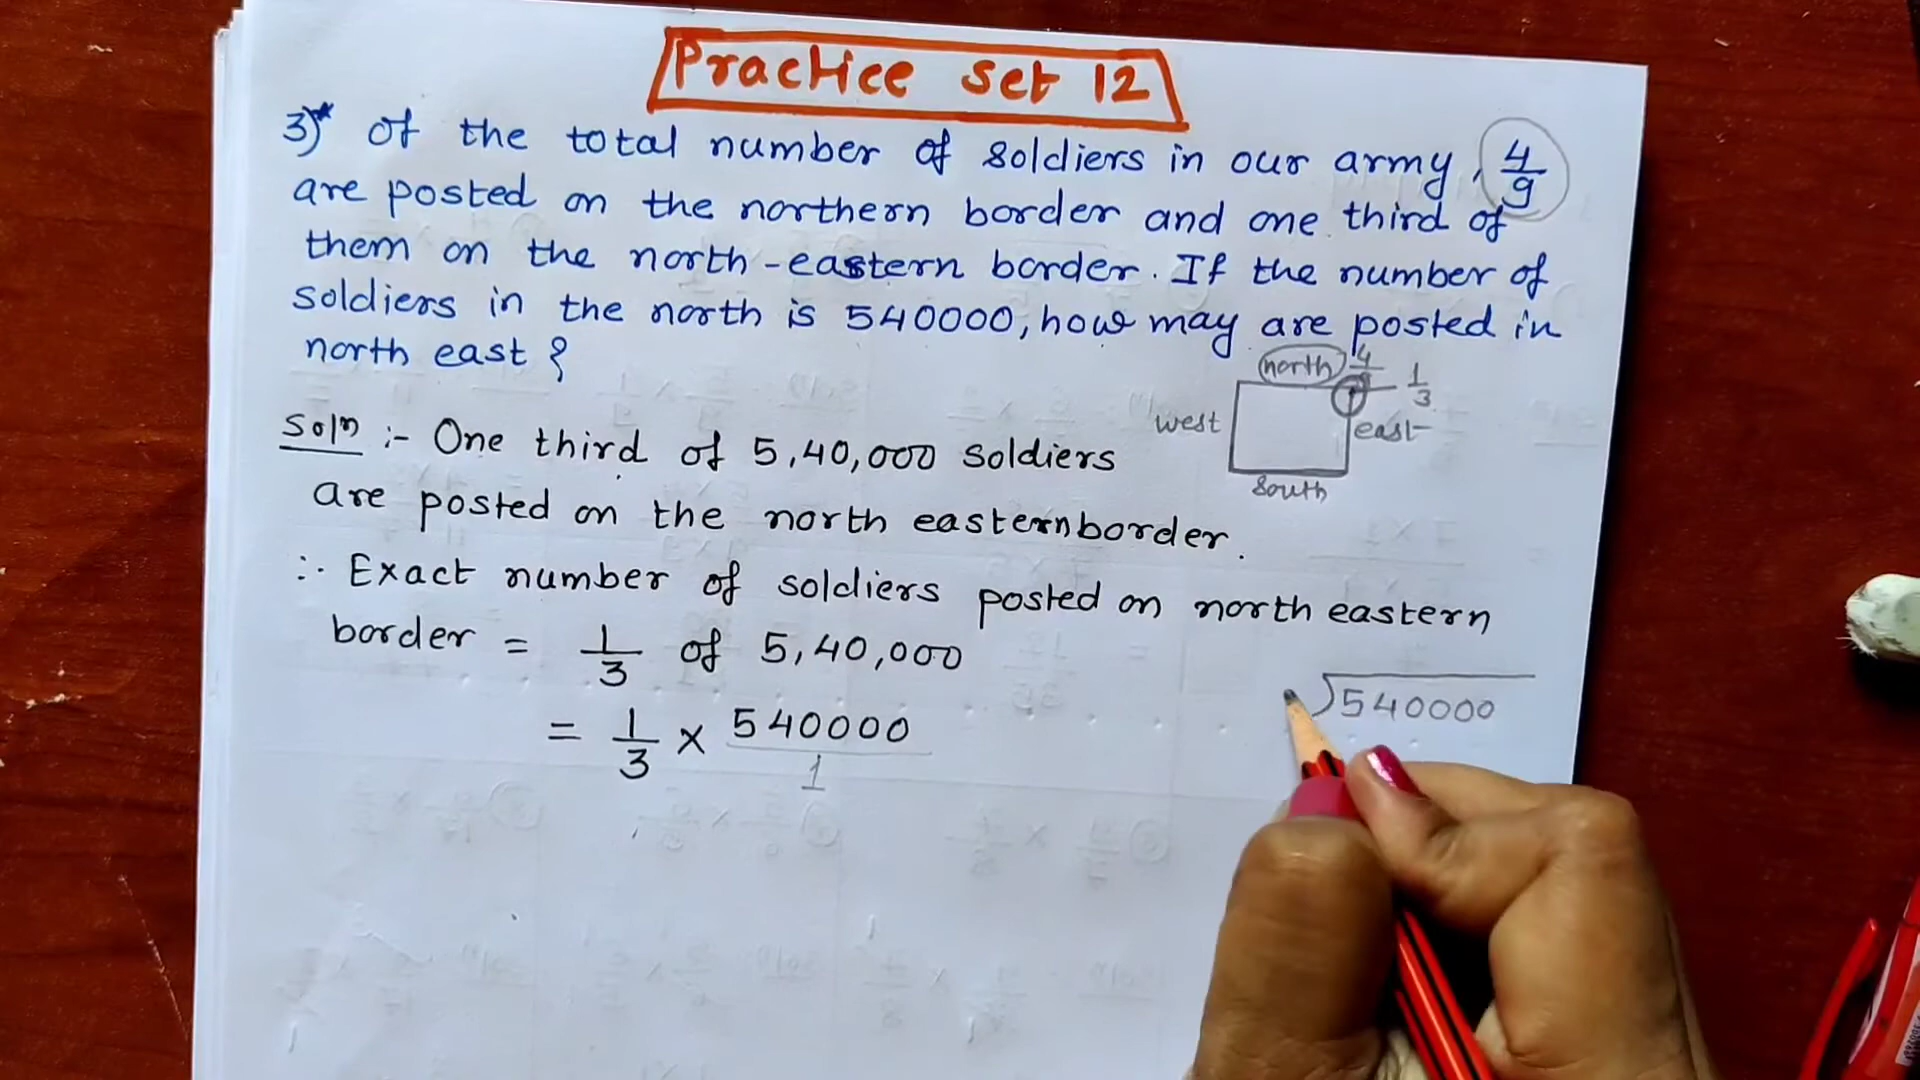 Practice Set 12
3)* Of the total number of soldiers in our army, 4/9
are posted on the northern border and one third of
them on the north-eastern border. If the number of
soldiers in the north is 540000, how may are posted in
north east ?
north 4/9
1/3
west
east
south
Soln :- One third of 5,40,000 soldiers
are posted on the north easternborder.
∴ Exact number of soldiers posted on north eastern
border = 1/3 of 5,40,000
= 1/3 × 540000/1
)540000